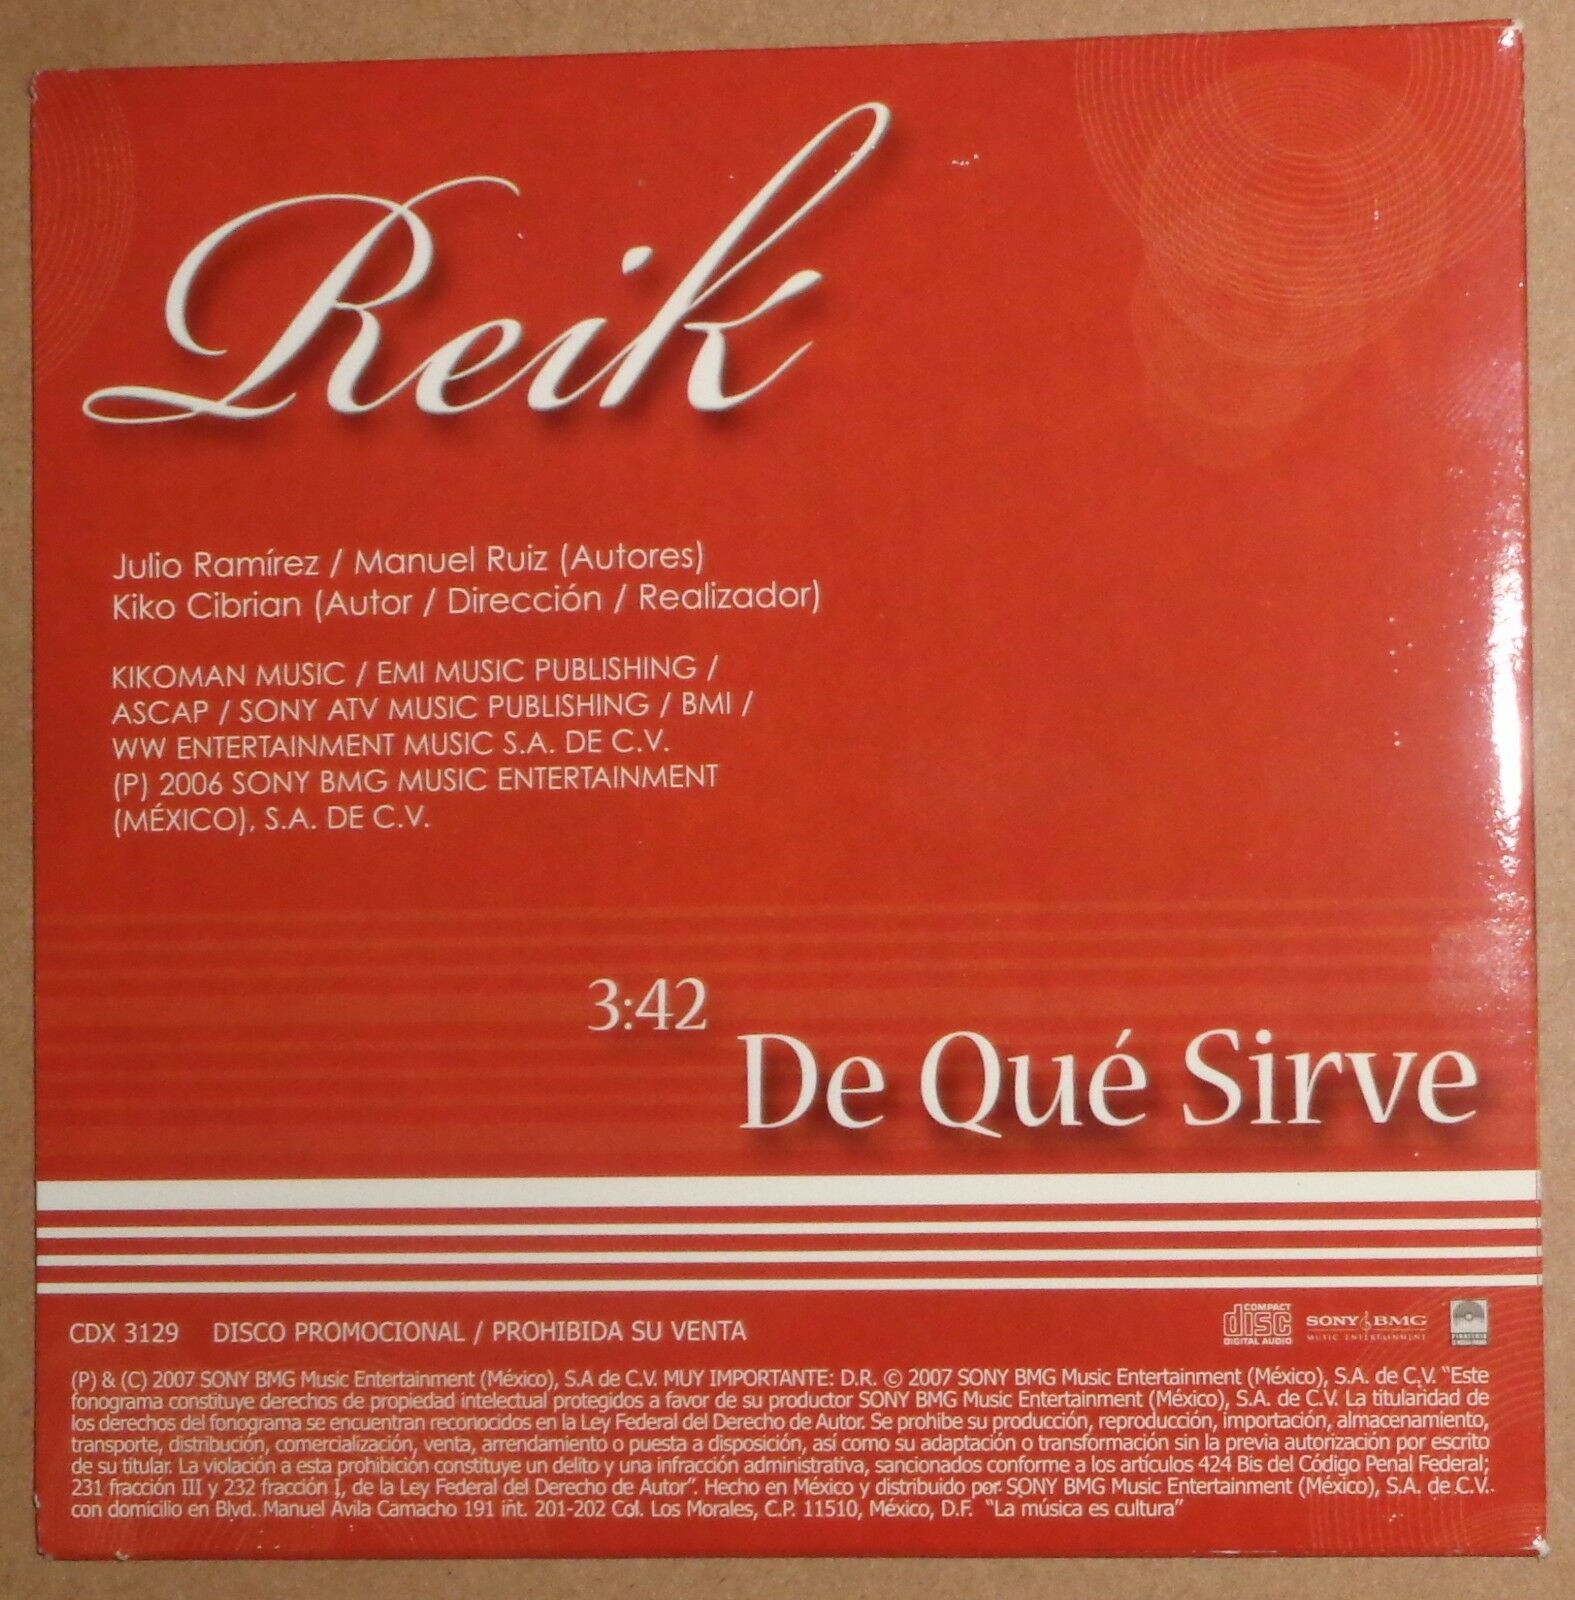 Reik
Julio Ramírez / Manuel Ruiz (Autores)
Kiko Cibrian (Autor / Dirección / Realizador)
KIKOMAN MUSIC / EMI MUSIC PUBLISHING /
ASCAP / SONY ATV MUSIC PUBLISHING / BMI /
WW ENTERTAINMENT MUSIC S.A. DE C.V.
(P) 2006 SONY BMG MUSIC ENTERTAINMENT
(MÉXICO), S.A. DE C.V.
3:42
De Qué Sirve
CDX 3129 DISCO PROMOCIONAL / PROHIBIDA SU VENTA
COMPACT
disc
DIGITAL AUDIO
SONY BMG
MUSIC ENTERTAINMENT
(P) & (C) 2007 SONY BMG Music Entertainment (México), S.A de C.V. MUY IMPORTANTE: D.R. © 2007 SONY BMG Music Entertainment (México), S.A. de C.V. "Este
fonograma constituye derechos de propiedad intelectual protegidos a favor de su productor SONY BMG Music Entertainment (México), S.A. de C.V. La titularidad de
los derechos del fonograma se encuentran reconocidos en la Ley Federal del Derecho de Autor. Se prohibe su producción, reproducción, importación, almacenamiento,
transporte, distribución, comercialización, venta, arrendamiento o puesta a disposición, así como su adaptación o transformación sin la previa autorización por escrito
de su titular. La violación a esta prohibición constituye un delito y una infracción administrativa, sancionados conforme a los artículos 424 Bis del Código Penal Federal;
231 fracción III y 232 fracción I, de la Ley Federal del Derecho de Autor". Hecho en México y distribuido por SONY BMG Music Entertainment (México), S.A. de C.V.
con domicilio en Blvd. Manuel Ávila Camacho 191 int. 201-202 Col. Los Morales, C.P. 11510, México, D.F. "La música es cultura"